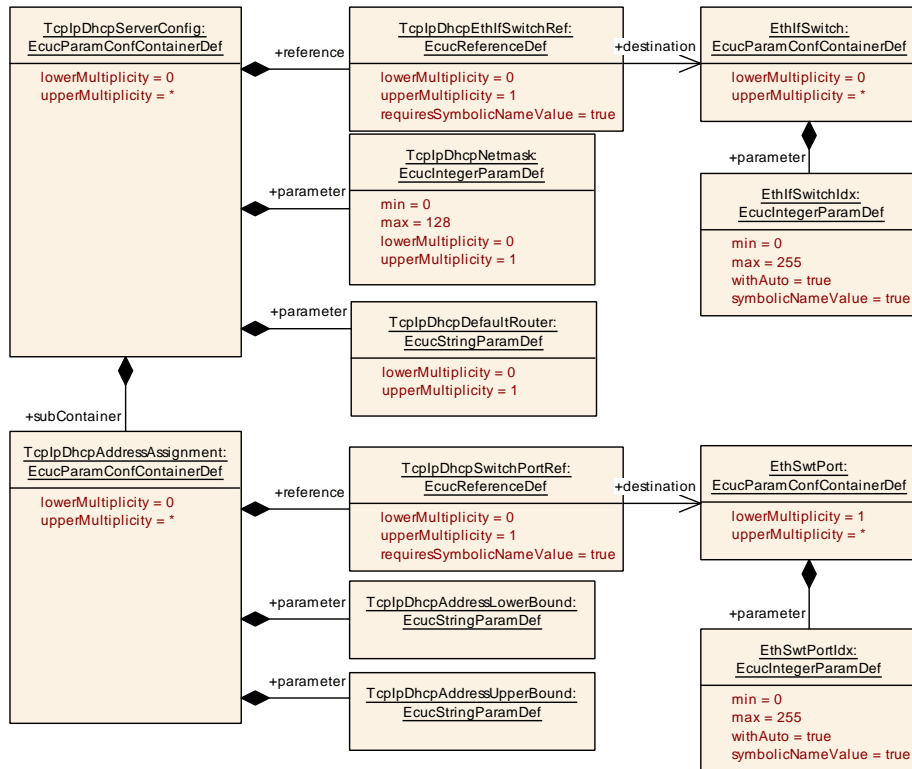 TcpIpDhcpServerConfig:
EcucParamConfContainerDef
lowerMultiplicity = 0
upperMultiplicity = *
+reference
TcpIpDhcpEthIfSwitchRef:
EcucReferenceDef
lowerMultiplicity = 0
upperMultiplicity = 1
requiresSymbolicNameValue = true
+destination
EthIfSwitch:
EcucParamConfContainerDef
lowerMultiplicity = 0
upperMultiplicity = *
+parameter
TcpIpDhcpNetmask:
EcucIntegerParamDef
min = 0
max = 128
lowerMultiplicity = 0
upperMultiplicity = 1
+parameter
EthIfSwitchIdx:
EcucIntegerParamDef
min = 0
max = 255
withAuto = true
symbolicNameValue = true
+parameter
TcpIpDhcpDefaultRouter:
EcucStringParamDef
lowerMultiplicity = 0
upperMultiplicity = 1
+subContainer
TcpIpDhcpAddressAssignment:
EcucParamConfContainerDef
lowerMultiplicity = 0
upperMultiplicity = *
+reference
TcpIpDhcpSwitchPortRef:
EcucReferenceDef
lowerMultiplicity = 0
upperMultiplicity = 1
requiresSymbolicNameValue = true
+destination
EthSwtPort:
EcucParamConfContainerDef
lowerMultiplicity = 1
upperMultiplicity = *
+parameter
TcpIpDhcpAddressLowerBound:
EcucStringParamDef
+parameter
EthSwtPortIdx:
EcucIntegerParamDef
min = 0
max = 255
withAuto = true
symbolicNameValue = true
+parameter
TcpIpDhcpAddressUpperBound:
EcucStringParamDef